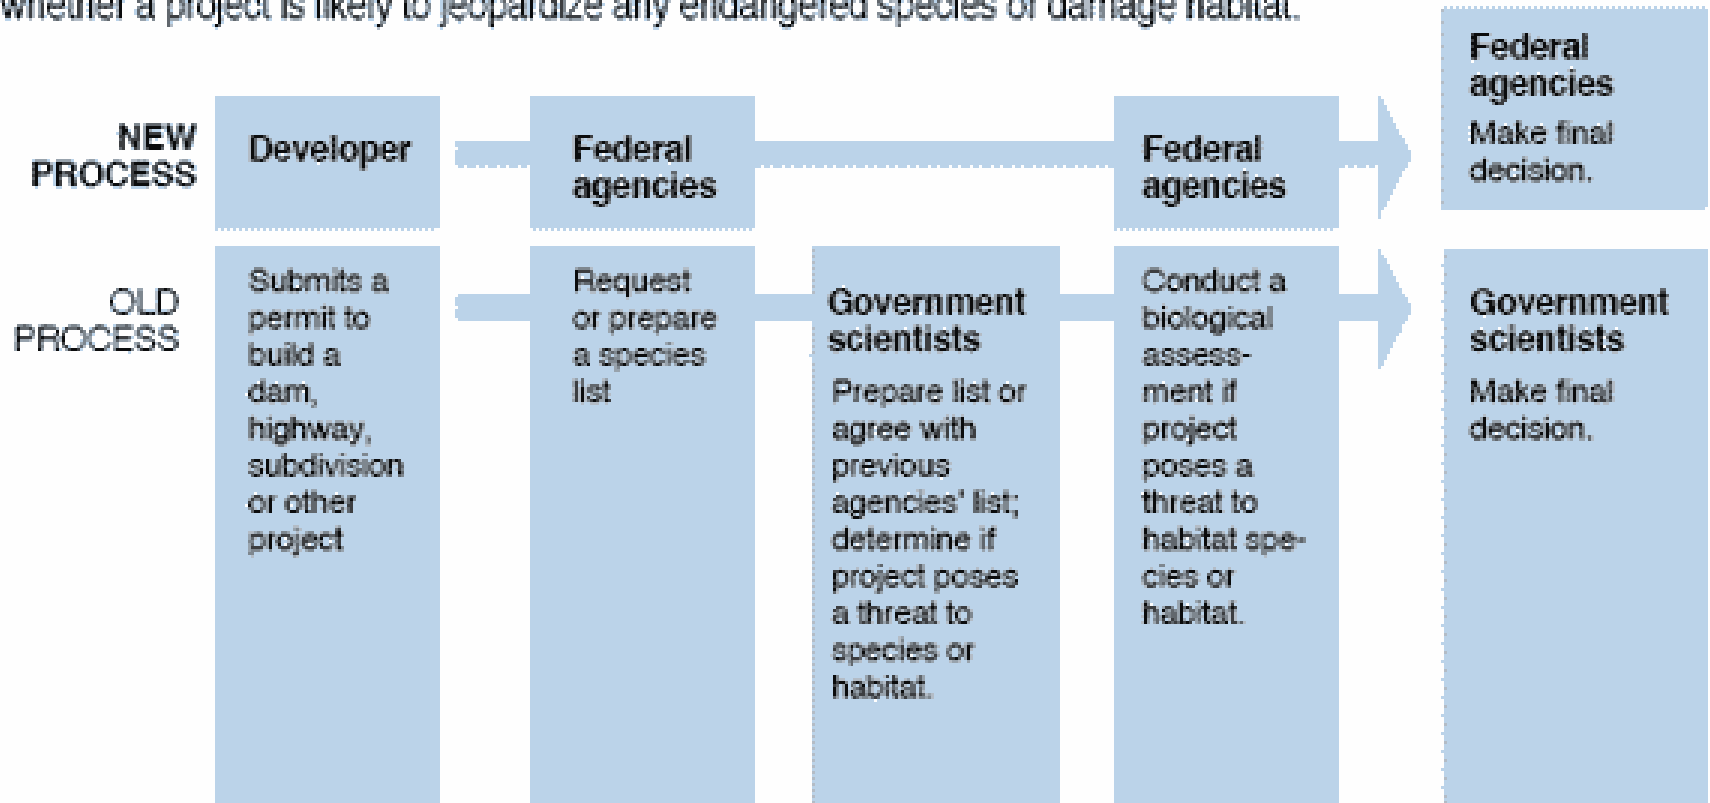 whether a project is likely to jeopardize any endangered species or damage habitat.
NEW
PROCESS
Developer
Federal
agencies
Federal
agencies
Federal
agencies
Make final
decision.
OLD
PROCESS
Submits a
permit to
build a
dam,
highway,
subdivision
or other
project
Request
or prepare
a species
list
Government
scientists
Prepare list or
agree with
previous
agencies' list;
determine if
project poses
a threat to
species or
habitat.
Conduct a
biological
assess-
ment if
project
poses a
threat to
habitat spe-
cies or
habitat.
Government
scientists
Make final
decision.